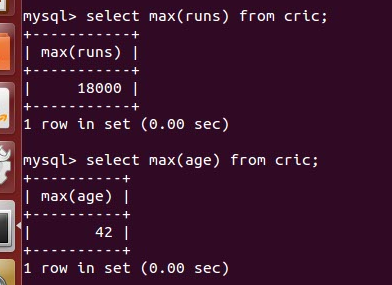 mysql> select max(runs) from cric;
+-----------+
| max(runs) |
+-----------+
|     18000 |
+-----------+
1 row in set (0.00 sec)

mysql> select max(age) from cric;
+----------+
| max(age) |
+----------+
|       42 |
+----------+
1 row in set (0.00 sec)